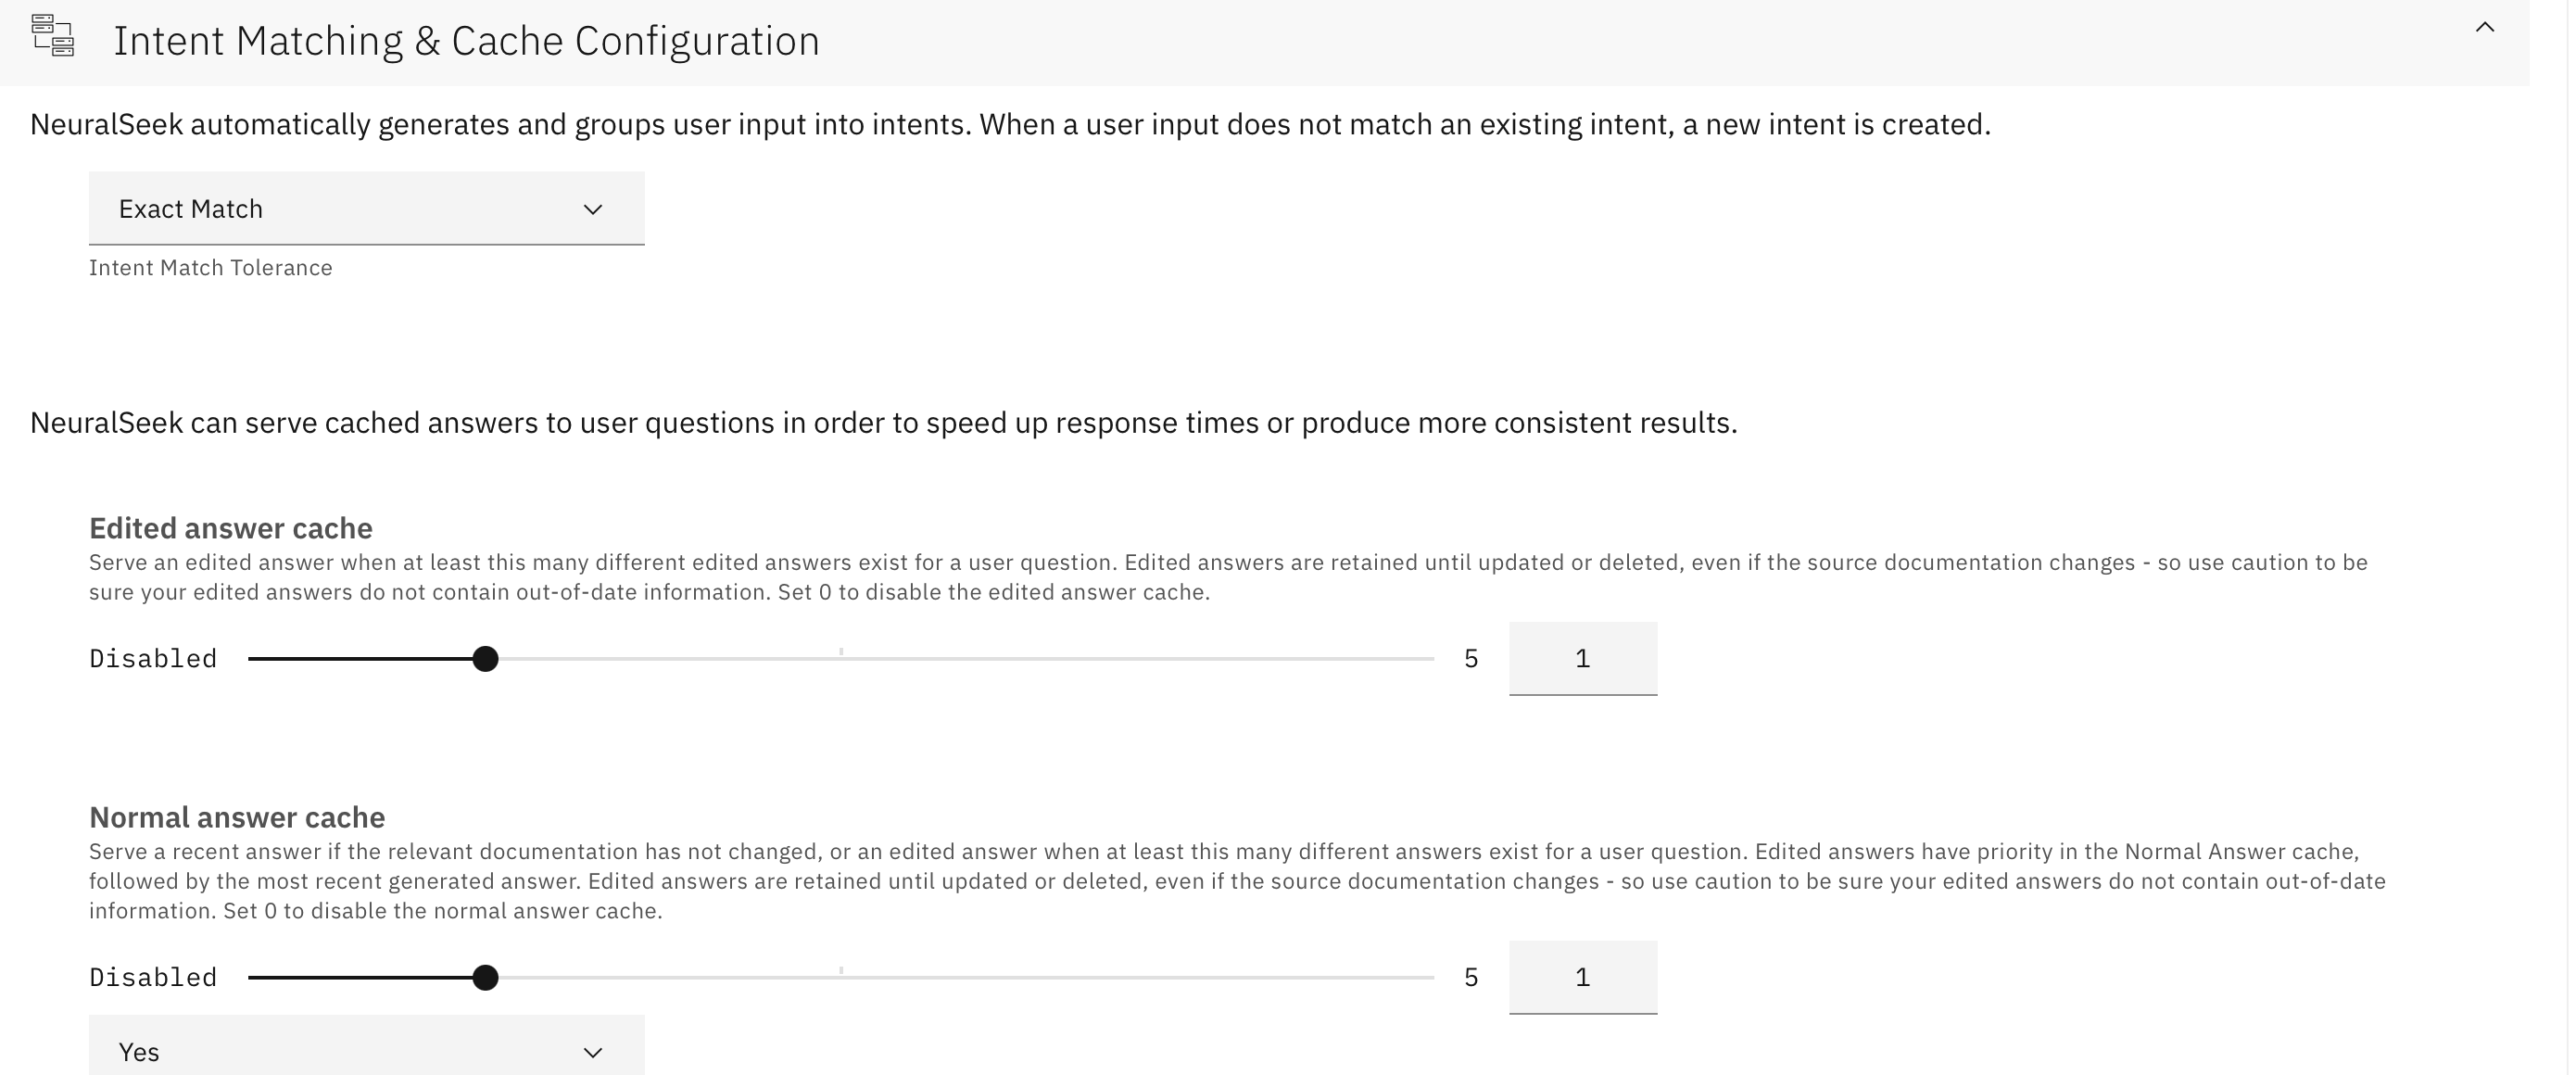 Intent Matching & Cache Configuration
NeuralSeek automatically generates and groups user input into intents. When a user input does not match an existing intent, a new intent is created.
Exact Match
Intent Match Tolerance
NeuralSeek can serve cached answers to user questions in order to speed up response times or produce more consistent results.
Edited answer cache
Serve an edited answer when at least this many different edited answers exist for a user question. Edited answers are retained until updated or deleted, even if the source documentation changes - so use caution to be
sure your edited answers do not contain out-of-date information. Set 0 to disable the edited answer cache.
Disabled 5 1
Normal answer cache
Serve a recent answer if the relevant documentation has not changed, or an edited answer when at least this many different answers exist for a user question. Edited answers have priority in the Normal Answer cache,
followed by the most recent generated answer. Edited answers are retained until updated or deleted, even if the source documentation changes - so use caution to be sure your edited answers do not contain out-of-date
information. Set 0 to disable the normal answer cache.
Disabled 5 1
Yes